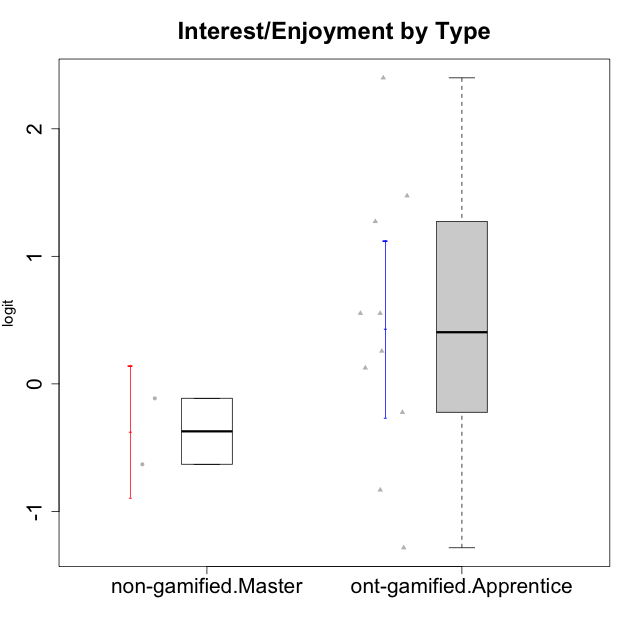 Interest/Enjoyment by Type
logit
2
1
0
-1
non-gamified.Master
ont-gamified.Apprentice